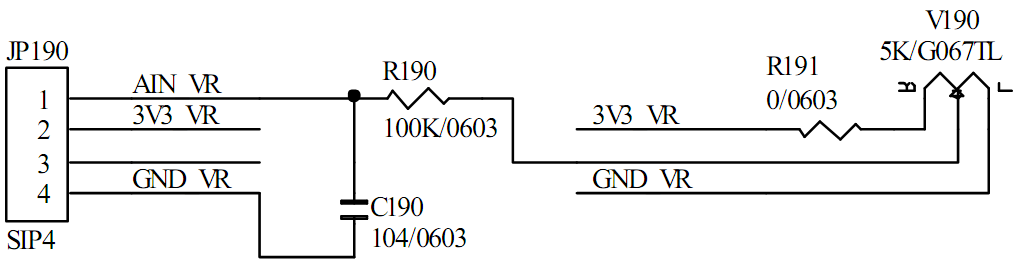 JP190
1
2
3
4
SIP4
AIN VR
3V3 VR
GND VR
R190
100K/0603
C190
104/0603
3V3 VR
GND VR
R191
0/0603
V190
5K/G067TL
R
L